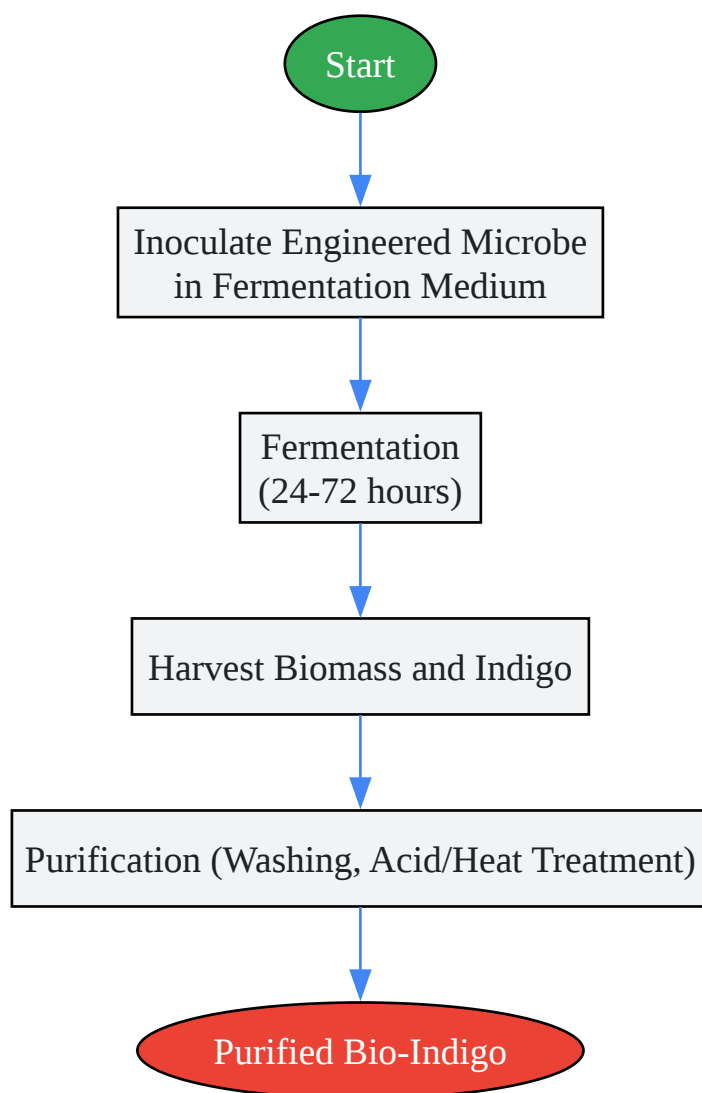 Start
Inoculate Engineered Microbe
in Fermentation Medium
Fermentation
(24-72 hours)
Harvest Biomass and Indigo
Purification (Washing, Acid/Heat Treatment)
Purified Bio-Indigo